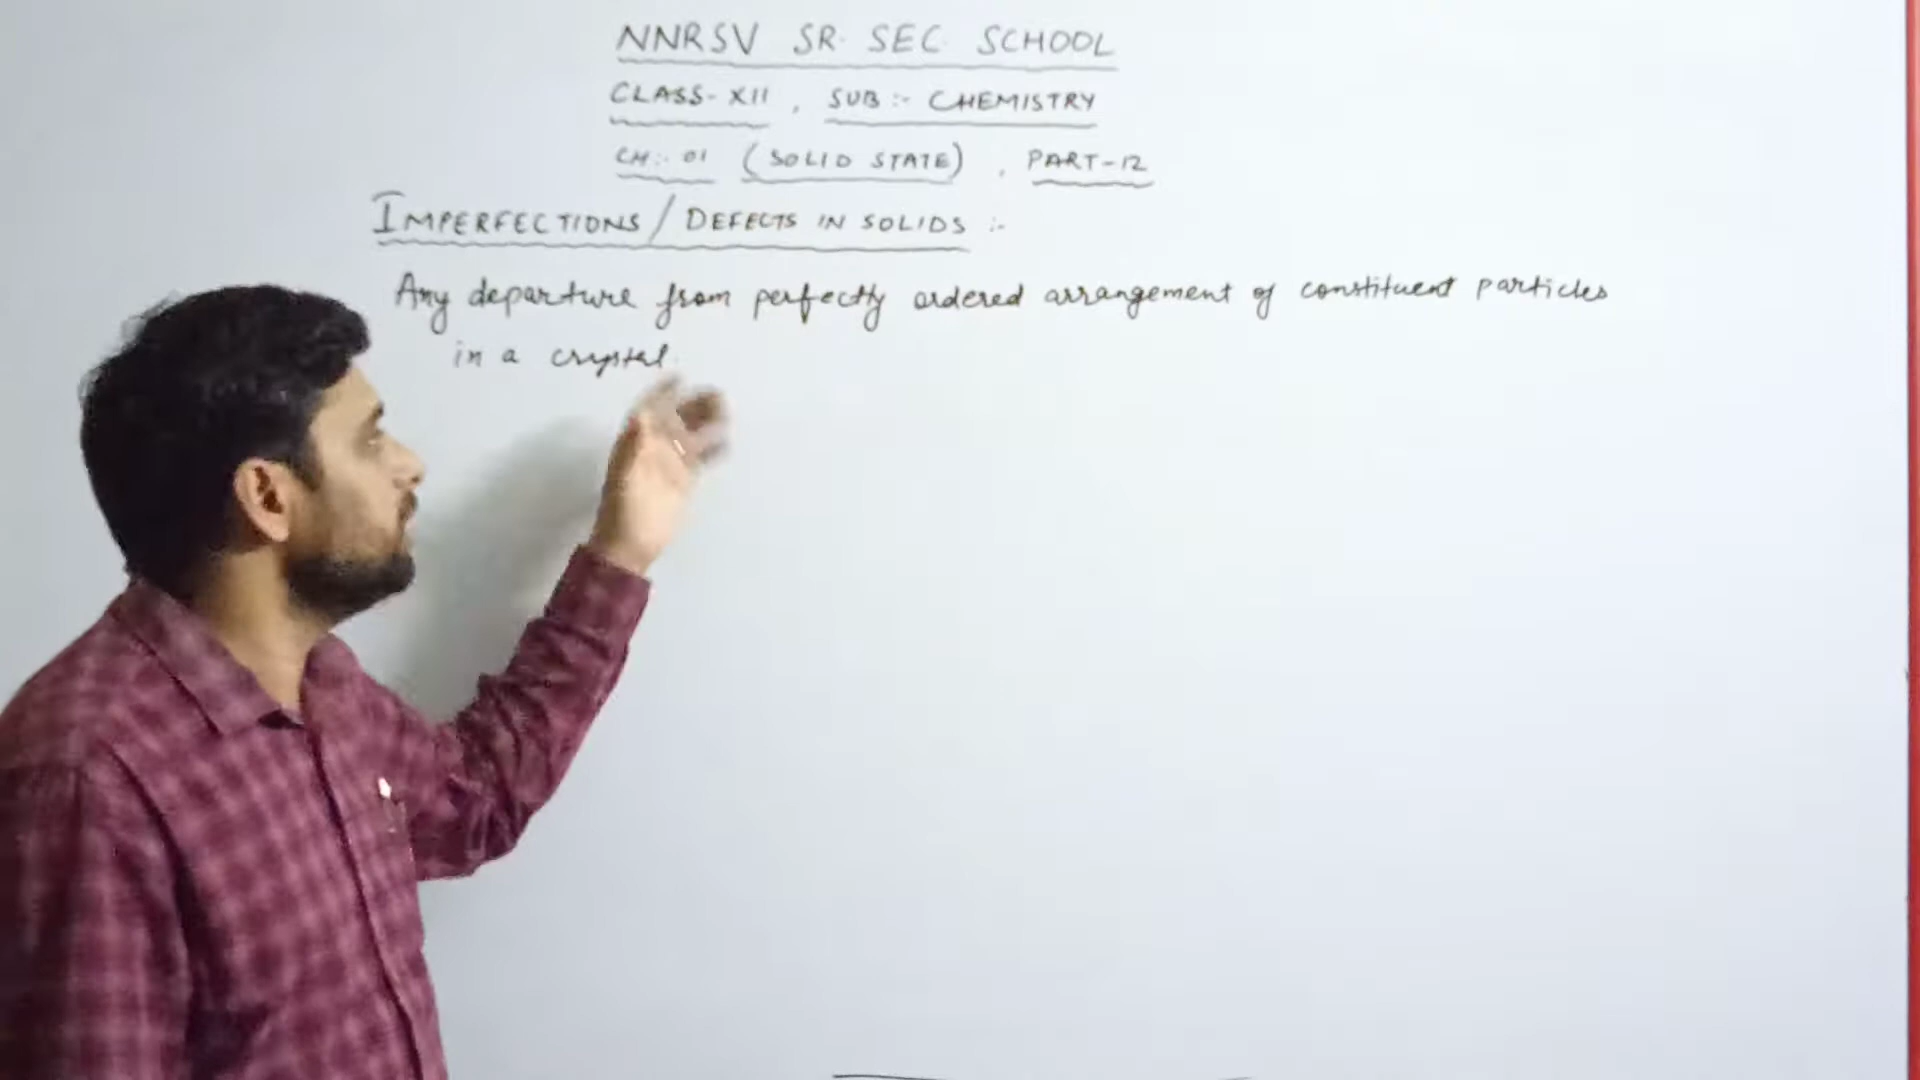 NNRSV SR. SEC. SCHOOL
CLASS-XII , SUB :- CHEMISTRY
CH:- 01 (SOLID STATE) , PART-12
IMPERFECTIONS / DEFECTS IN SOLIDS :-
Any departure from perfectly ordered arrangement of constituent particles
in a crystal.